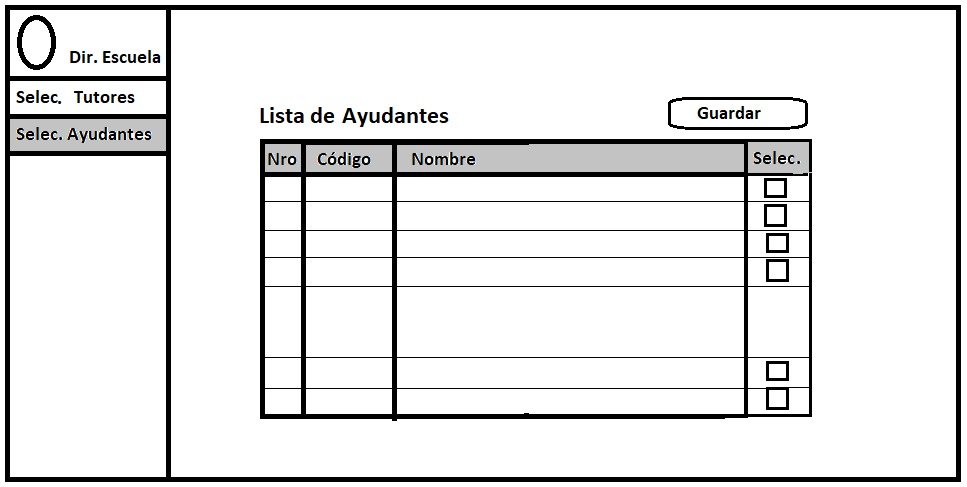 Dir. Escuela
Selec. Tutores
Selec. Ayudantes
Lista de Ayudantes
Guardar
Nro Código Nombre Selec.